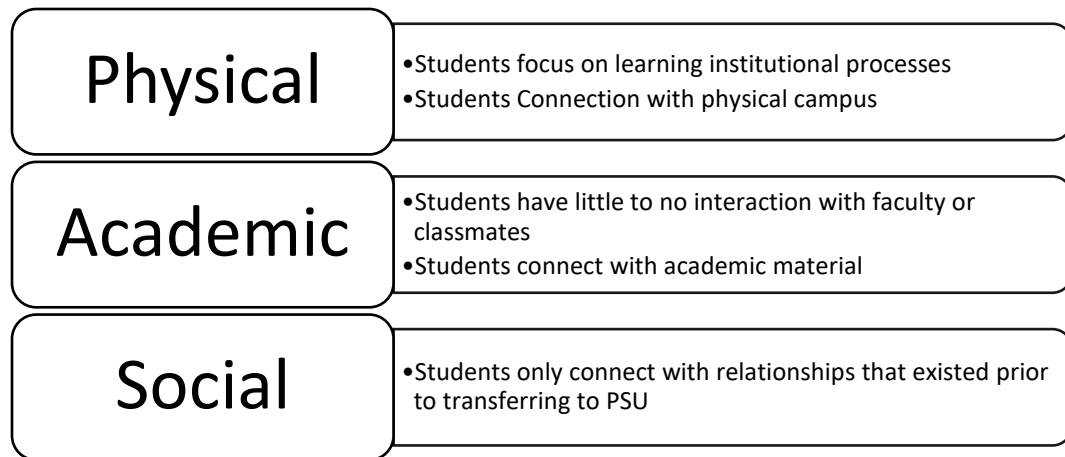 Physical
•Students focus on learning institutional processes
•Students Connection with physical campus
Academic
•Students have little to no interaction with faculty or
classmates
•Students connect with academic material
Social
•Students only connect with relationships that existed prior
to transferring to PSU